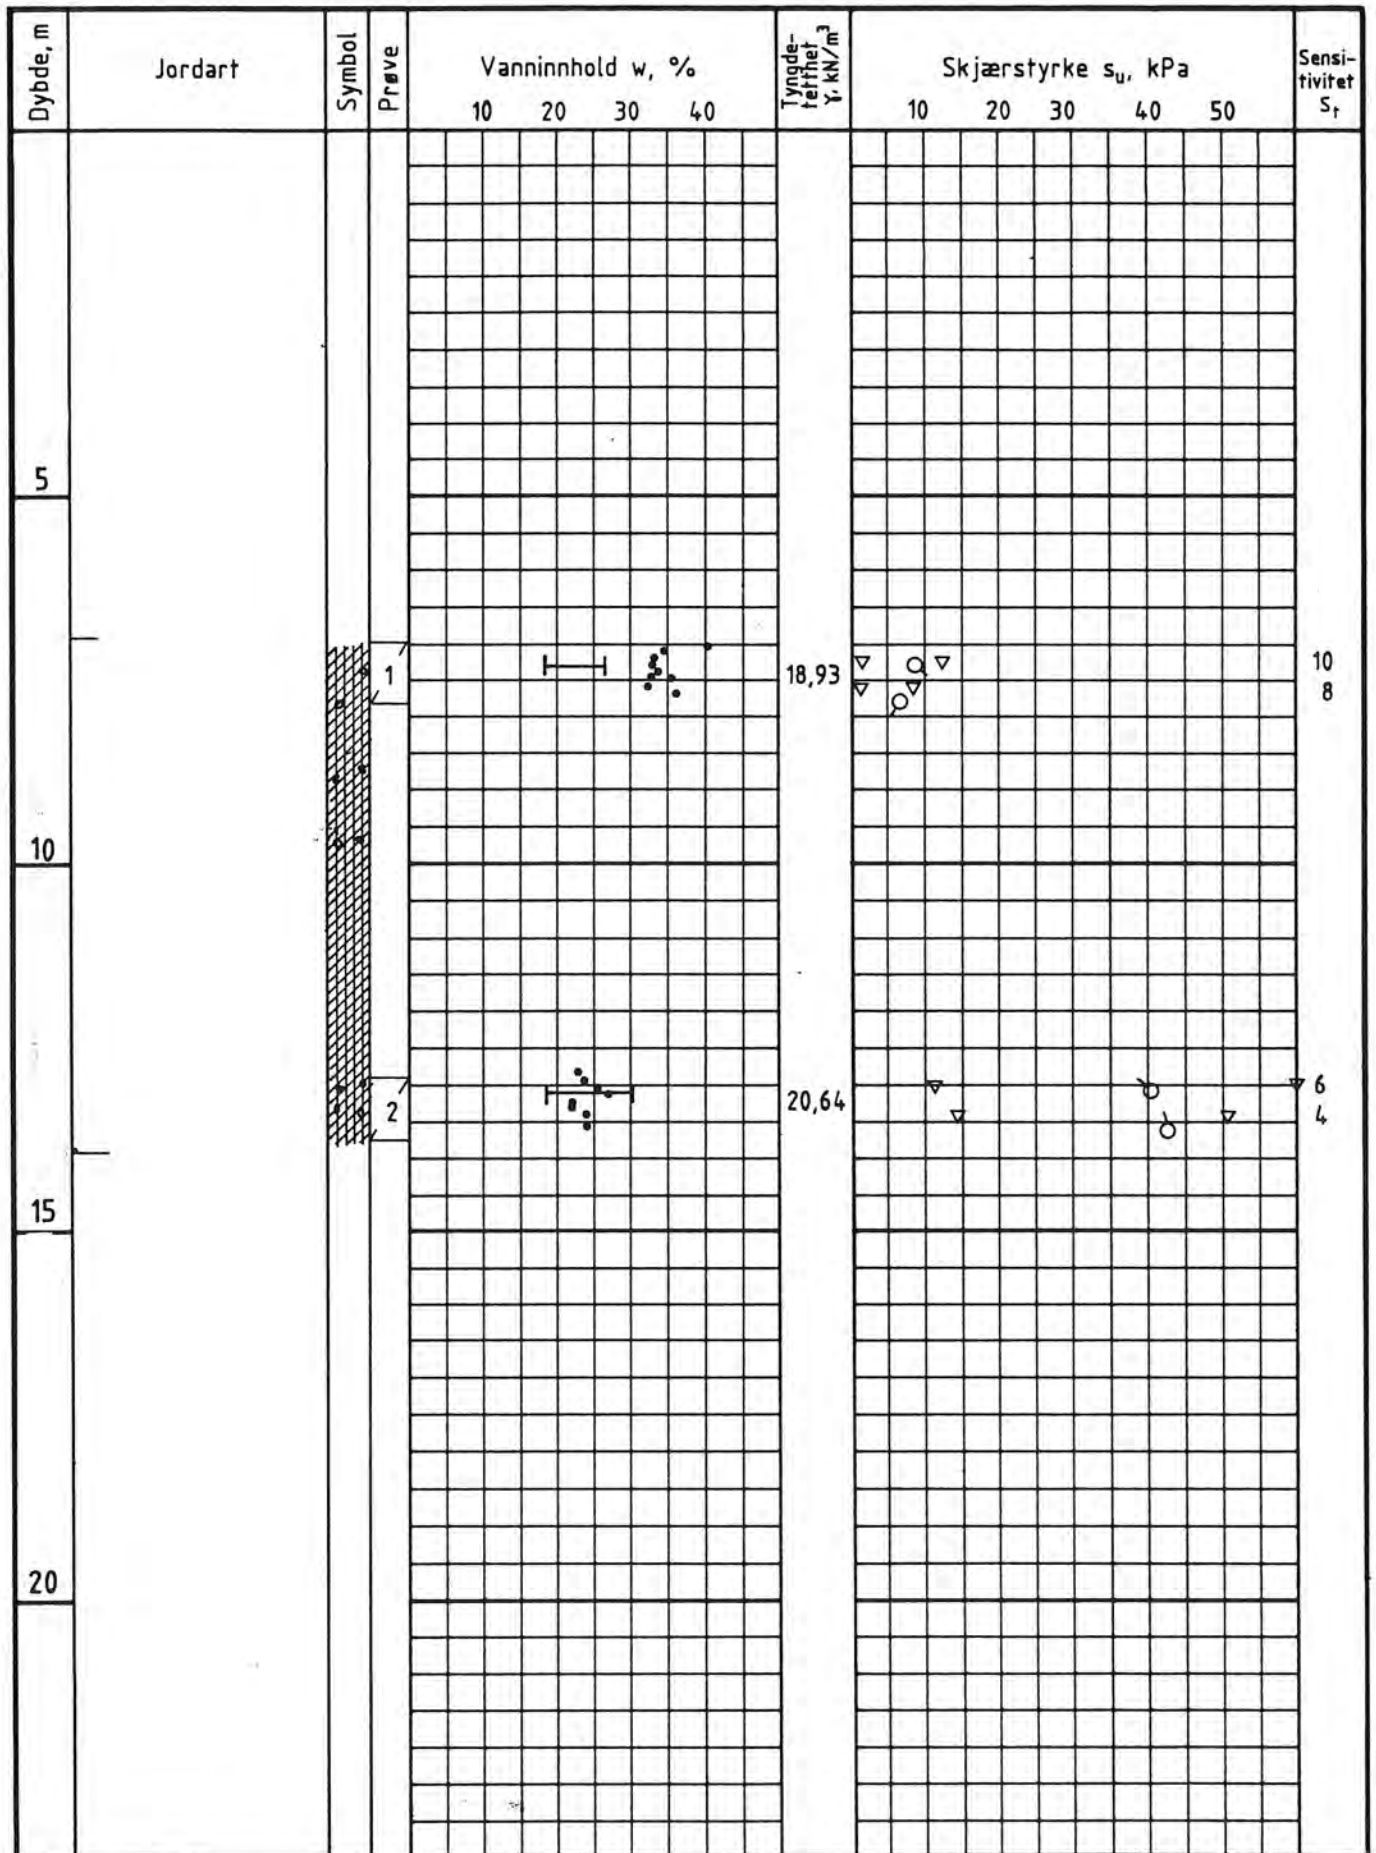 Dybde, m
Jordart
Symbol
Prøve
Vanninnhold w, %
10 20 30 40
Tyngde-
tetthet
γ, kN/m³
Skjærstyrke su, kPa
10 20 30 40 50
Sensi-
tivitet
St
5
1
18,93
10
8
10
2
20,64
6
4
15
20